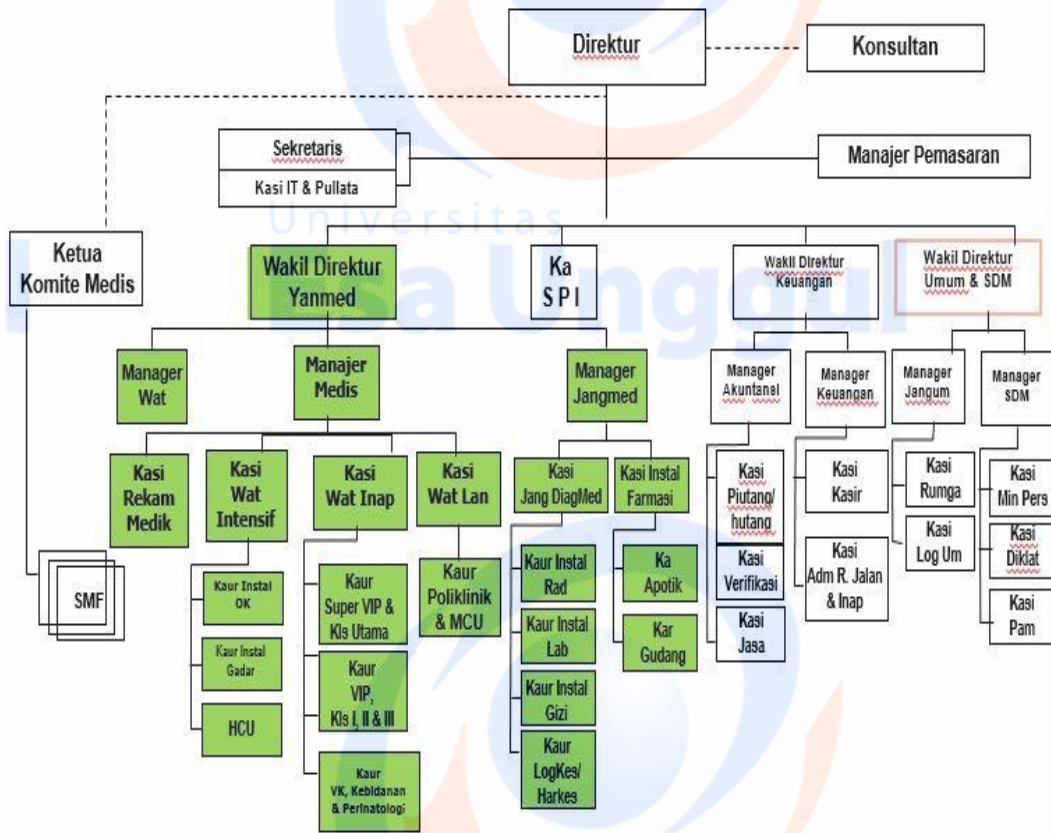 Direktur
Konsultan
Sekretaris
Kasi IT & Pullata
Manajer Pemasaran
Universitas
Esa Unggul
Ketua
Komite Medis
Wakil Direktur
Yanmed
Ka
S P I
Wakil Direktur
Keuangan
Wakil Direktur
Umum & SDM
Manager
Wat
Manajer
Medis
Manager
Jangmed
Manager
Akuntansi
Manager
Keuangan
Manager
Jangum
Manager
SDM
Kasi
Rekam
Medik
Kasi
Wat
Intensif
Kasi
Wat Inap
Kasi
Wat Lan
Kasi
Jang DiagMed
Kasi Instal
Farmasi
Kasi
Piutang/
hutang
Kasi
Kasir
Kasi
Rumga
Kasi
Min Pers
SMF
Kaur Instal
OK
Kaur Instal
Gadar
HCU
Kaur
Super VIP &
Kls Utama
Kaur
VIP,
Kls I, II & III
Kaur
VK, Kebidanan
& Perinatologi
Kaur
Poliklinik
& MCU
Kaur Instal
Rad
Kaur Instal
Lab
Kaur Instal
Gizi
Kaur
LogKes/
Harkes
Ka
Apotik
Kar
Gudang
Kasi
Verifikasi
Kasi
Jasa
Kasi
Adm R. Jalan
& Inap
Kasi
Log Um
Kasi
Diklat
Kasi
Pam